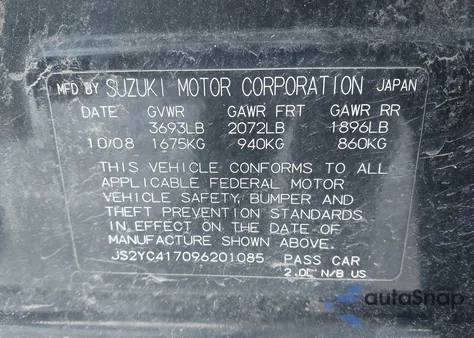 MFD BY SUZUKI MOTOR CORPORATION JAPAN
DATE GVWR GAWR FRT GAWR RR
3693LB 2072LB 1896LB
10/08 1675KG 940KG 860KG
THIS VEHICLE CONFORMS TO ALL
APPLICABLE FEDERAL MOTOR
VEHICLE SAFETY, BUMPER AND
THEFT PREVENTION STANDARDS
IN EFFECT ON THE DATE OF
MANUFACTURE SHOWN ABOVE.
JS2YC417096201085 PASS CAR
2.0L N/B US
autoSnap